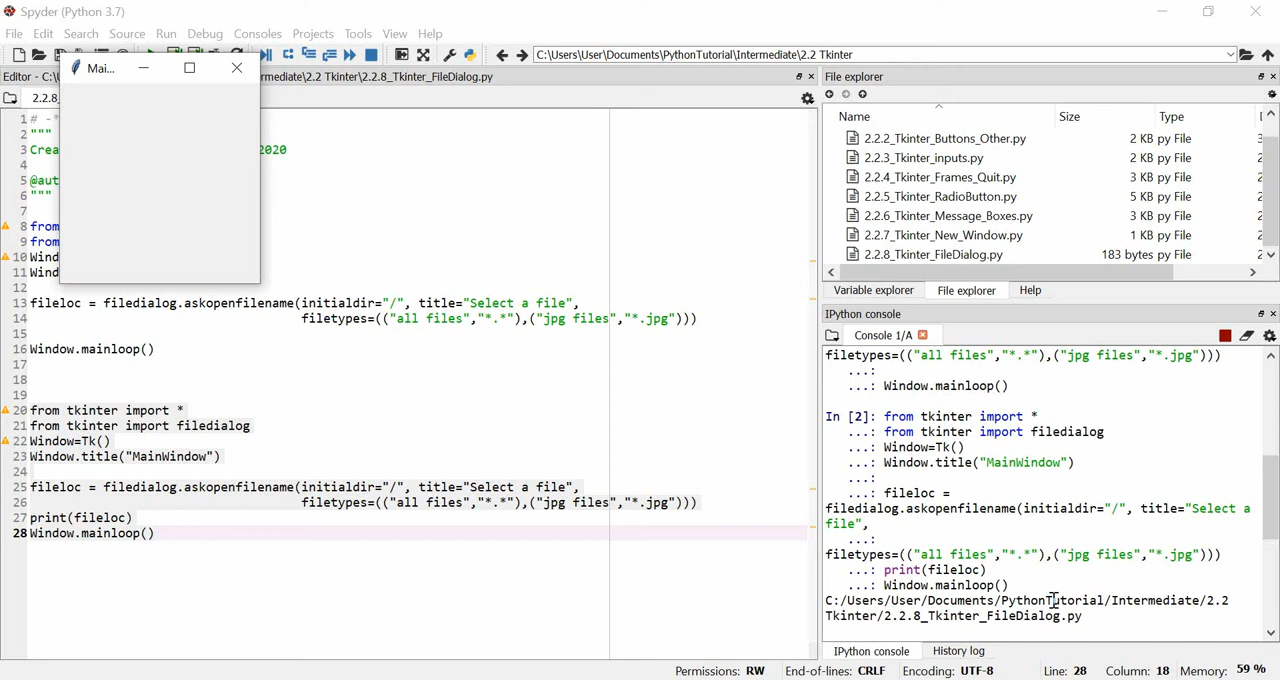 Spyder (Python 3.7)
File Edit Search Source Run Debug Consoles Projects Tools View Help
C:\Users\User\Documents\PythonTutorial\Intermediate\2.2 Tkinter
Mai...
Editor - C:\ rmediate\2.2 Tkinter\2.2.8_Tkinter_FileDialog.py
2.2.8_
1 # -*
2 """
3 Crea 2020
4
5 @aut
6 """
7
8 from
9 from
10 Wind
11 Wind
12
13 fileloc = filedialog.askopenfilename(initialdir="/", title="Select a file",
14 filetypes=(("all files","*.*"),("jpg files","*.jpg")))
15
16 Window.mainloop()
17
18
19
20 from tkinter import *
21 from tkinter import filedialog
22 Window=Tk()
23 Window.title("MainWindow")
24
25 fileloc = filedialog.askopenfilename(initialdir="/", title="Select a file",
26 filetypes=(("all files","*.*"),("jpg files","*.jpg")))
27 print(fileloc)
28 Window.mainloop()
File explorer
Name Size Type
2.2.2_Tkinter_Buttons_Other.py 2 KB py File 3
2.2.3_Tkinter_inputs.py 2 KB py File 2
2.2.4_Tkinter_Frames_Quit.py 3 KB py File 2
2.2.5_Tkinter_RadioButton.py 5 KB py File 2
2.2.6_Tkinter_Message_Boxes.py 3 KB py File 2
2.2.7_Tkinter_New_Window.py 1 KB py File 2
2.2.8_Tkinter_FileDialog.py 183 bytes py File 2
Variable explorer File explorer Help
IPython console
Console 1/A
filetypes=(("all files","*.*"),("jpg files","*.jpg")))
...:
...: Window.mainloop()
In [2]: from tkinter import *
...: from tkinter import filedialog
...: Window=Tk()
...: Window.title("MainWindow")
...:
...: fileloc =
filedialog.askopenfilename(initialdir="/", title="Select a
file",
...:
filetypes=(("all files","*.*"),("jpg files","*.jpg")))
...: print(fileloc)
...: Window.mainloop()
C:/Users/User/Documents/PythonTutorial/Intermediate/2.2
Tkinter/2.2.8_Tkinter_FileDialog.py
IPython console History log
Permissions: RW End-of-lines: CRLF Encoding: UTF-8 Line: 28 Column: 18 Memory: 59 %